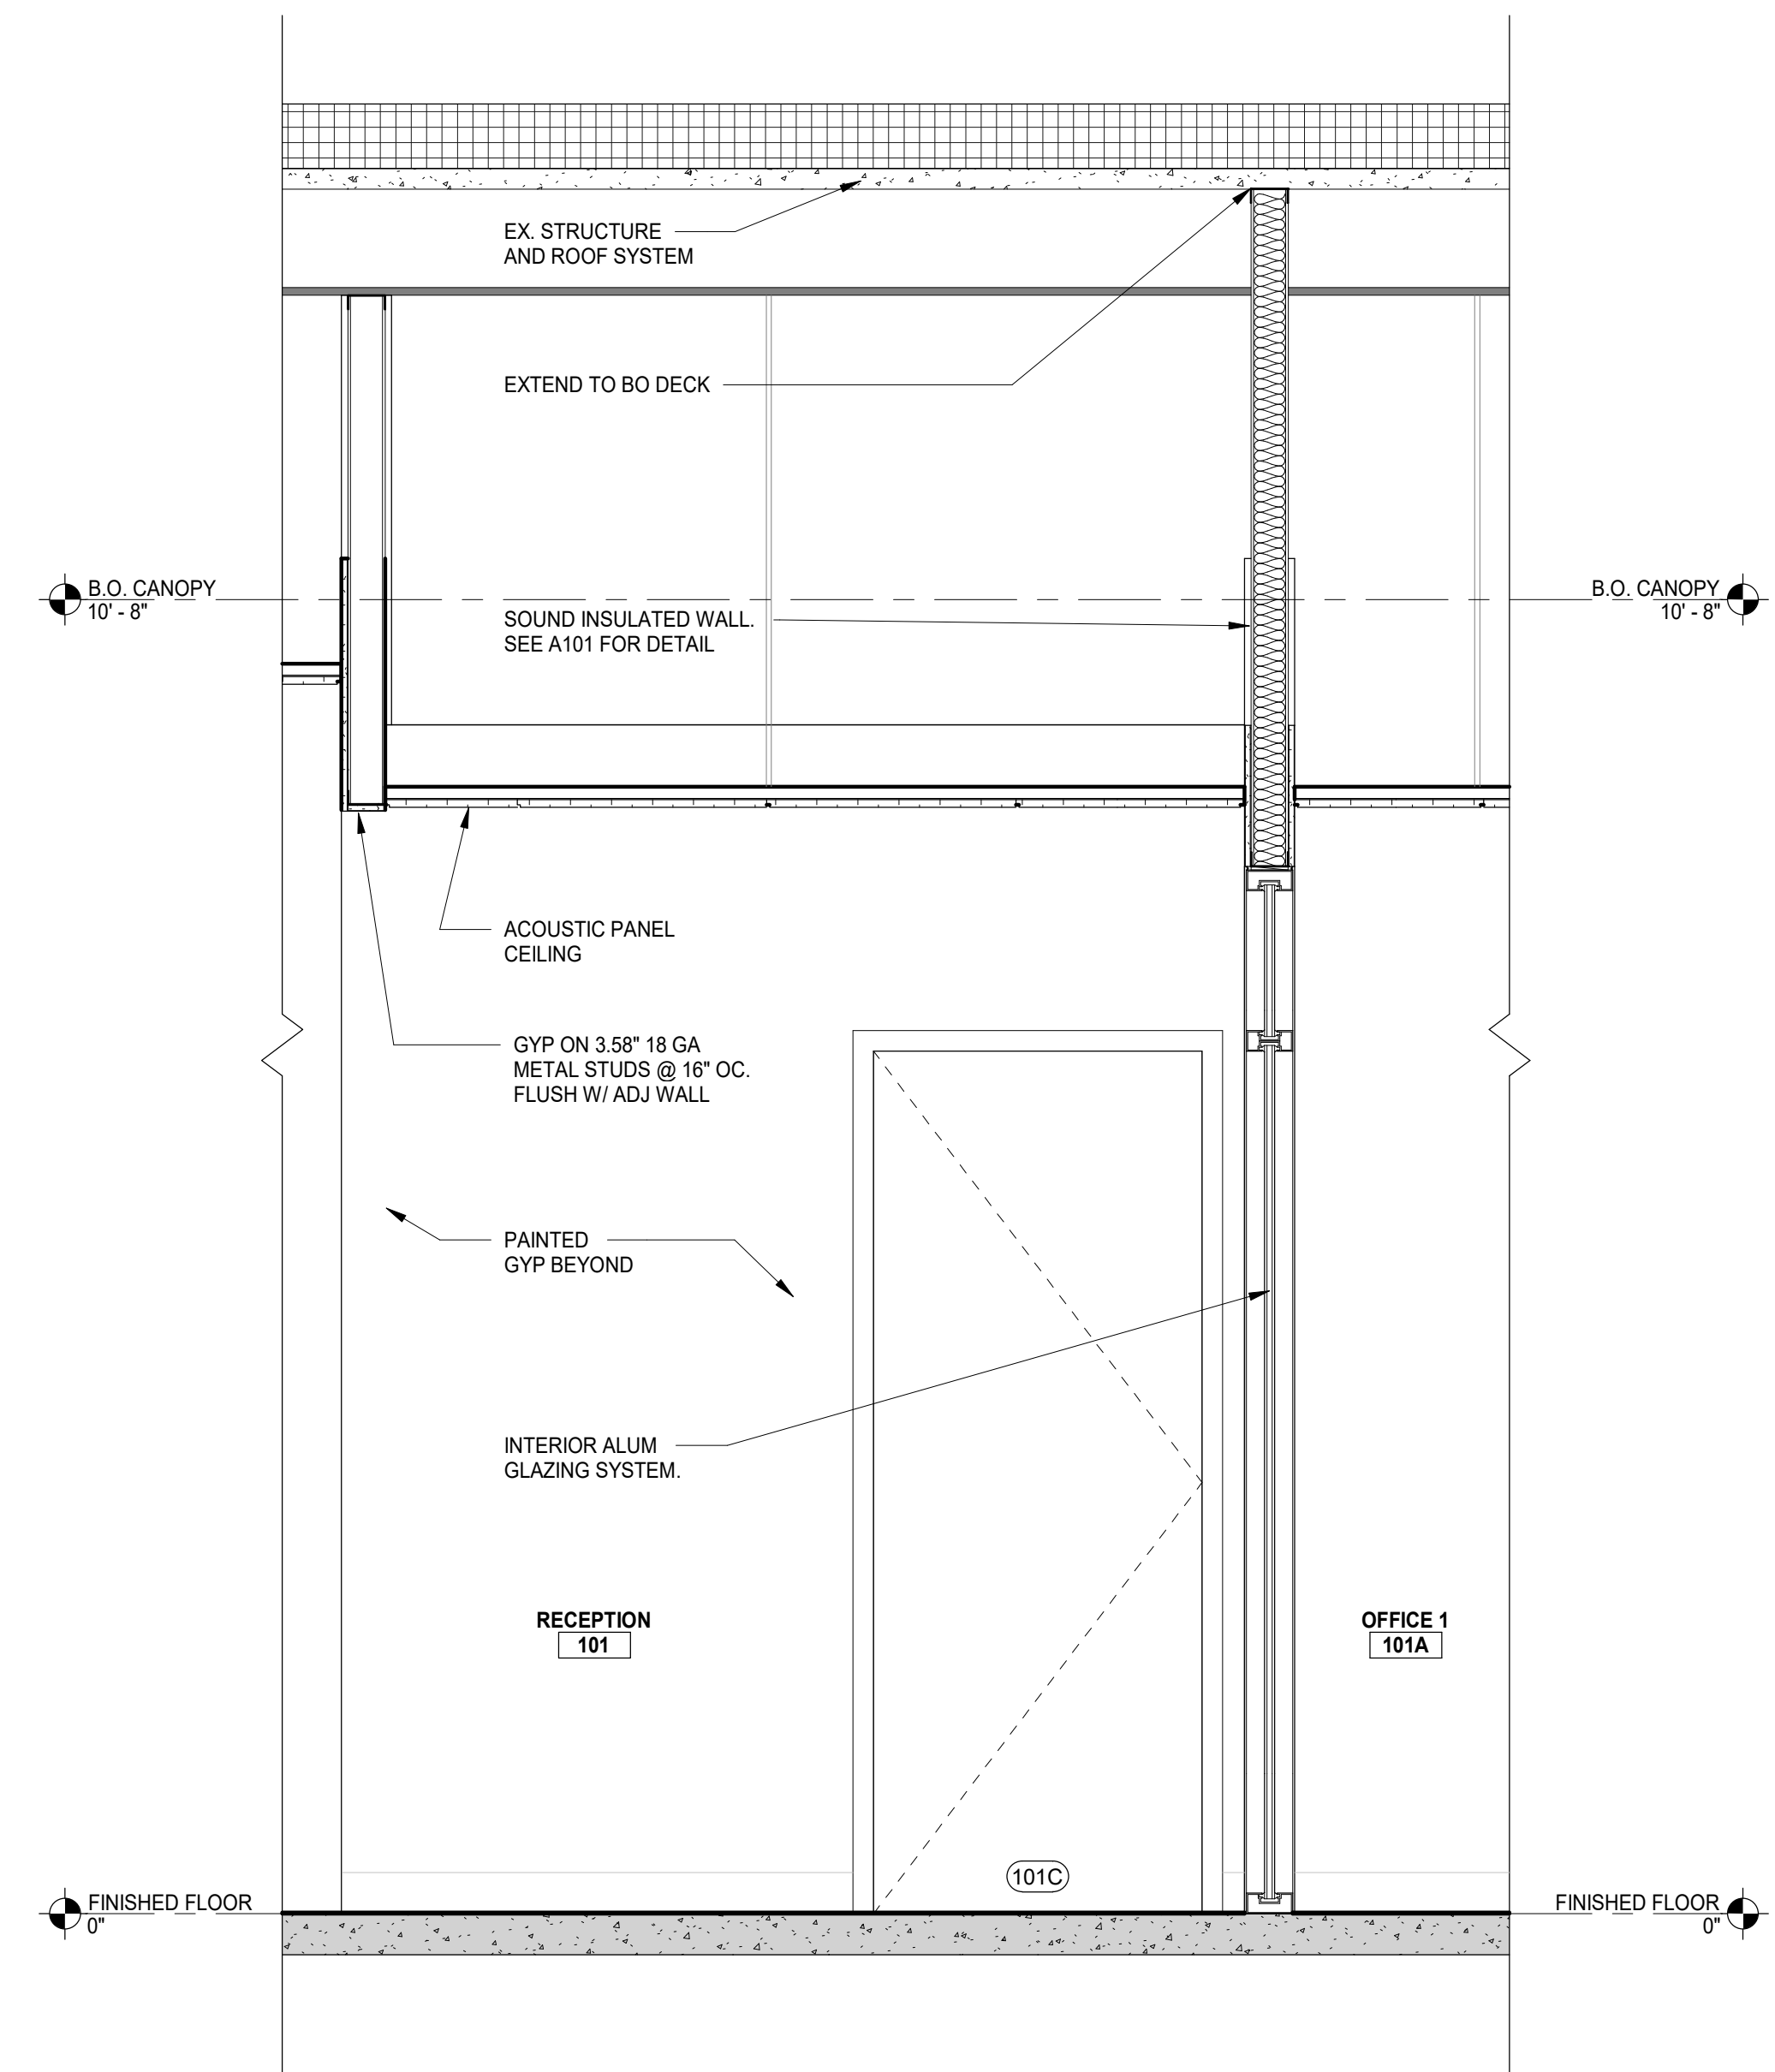 EX. STRUCTURE
AND ROOF SYSTEM
EXTEND TO BO DECK
B.O. CANOPY
10' - 8"
B.O. CANOPY
10' - 8"
SOUND INSULATED WALL.
SEE A101 FOR DETAIL
ACOUSTIC PANEL
CEILING
GYP ON 3.58" 18 GA
METAL STUDS @ 16" OC.
FLUSH W/ ADJ WALL
PAINTED
GYP BEYOND
INTERIOR ALUM
GLAZING SYSTEM.
RECEPTION
101
OFFICE 1
101A
101C
FINISHED FLOOR
0"
FINISHED FLOOR
0"